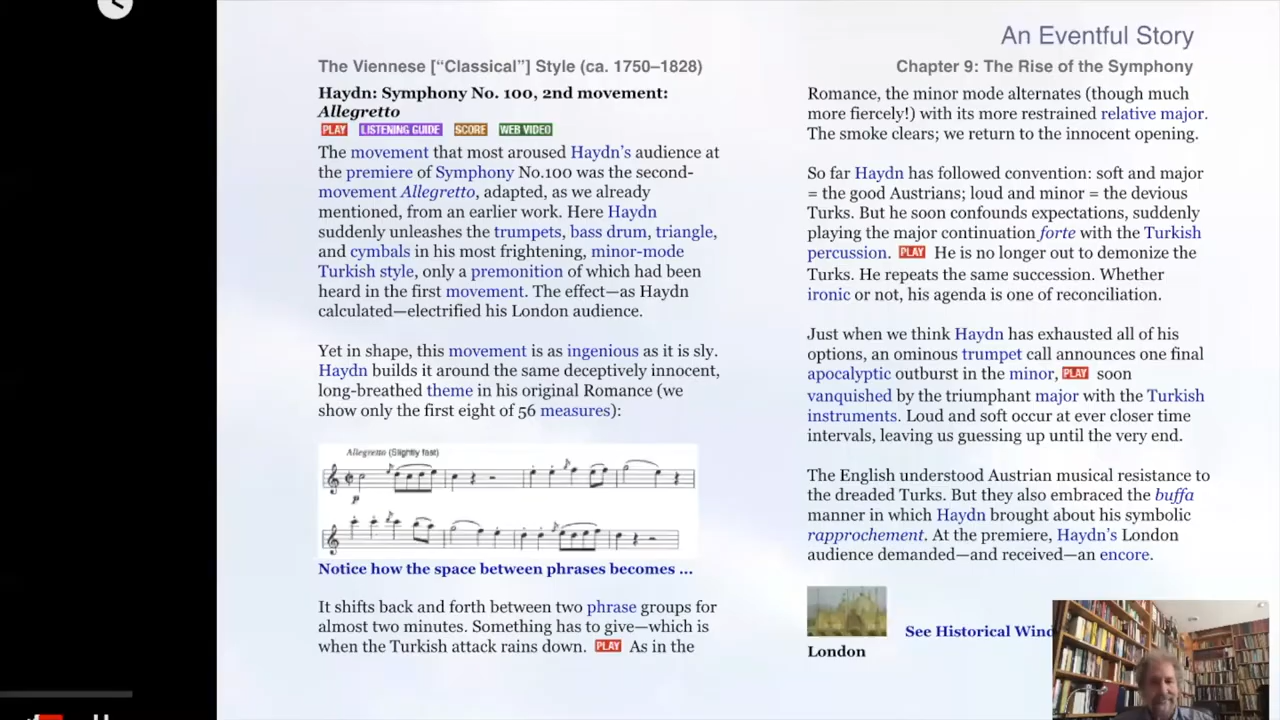 An Eventful Story
The Viennese [“Classical”] Style (ca. 1750–1828)
Chapter 9: The Rise of the Symphony
Haydn: Symphony No. 100, 2nd movement:
Allegretto
PLAY LISTENING GUIDE SCORE WEB VIDEO
The movement that most aroused Haydn’s audience at
the premiere of Symphony No.100 was the second-
movement Allegretto, adapted, as we already
mentioned, from an earlier work. Here Haydn
suddenly unleashes the trumpets, bass drum, triangle,
and cymbals in his most frightening, minor-mode
Turkish style, only a premonition of which had been
heard in the first movement. The effect—as Haydn
calculated—electrified his London audience.
Yet in shape, this movement is as ingenious as it is sly.
Haydn builds it around the same deceptively innocent,
long-breathed theme in his original Romance (we
show only the first eight of 56 measures):
Allegretto (Slightly fast)
p
Notice how the space between phrases becomes ...
It shifts back and forth between two phrase groups for
almost two minutes. Something has to give—which is
when the Turkish attack rains down. PLAY As in the
Romance, the minor mode alternates (though much
more fiercely!) with its more restrained relative major.
The smoke clears; we return to the innocent opening.
So far Haydn has followed convention: soft and major
= the good Austrians; loud and minor = the devious
Turks. But he soon confounds expectations, suddenly
playing the major continuation forte with the Turkish
percussion. PLAY He is no longer out to demonize the
Turks. He repeats the same succession. Whether
ironic or not, his agenda is one of reconciliation.
Just when we think Haydn has exhausted all of his
options, an ominous trumpet call announces one final
apocalyptic outburst in the minor, PLAY soon
vanquished by the triumphant major with the Turkish
instruments. Loud and soft occur at ever closer time
intervals, leaving us guessing up until the very end.
The English understood Austrian musical resistance to
the dreaded Turks. But they also embraced the buffa
manner in which Haydn brought about his symbolic
rapprochement. At the premiere, Haydn’s London
audience demanded—and received—an encore.
See Historical Wind
London